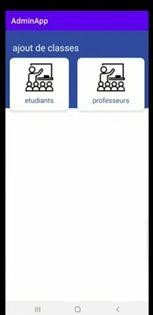 AdminApp
ajout de classes
etudiants
professeurs